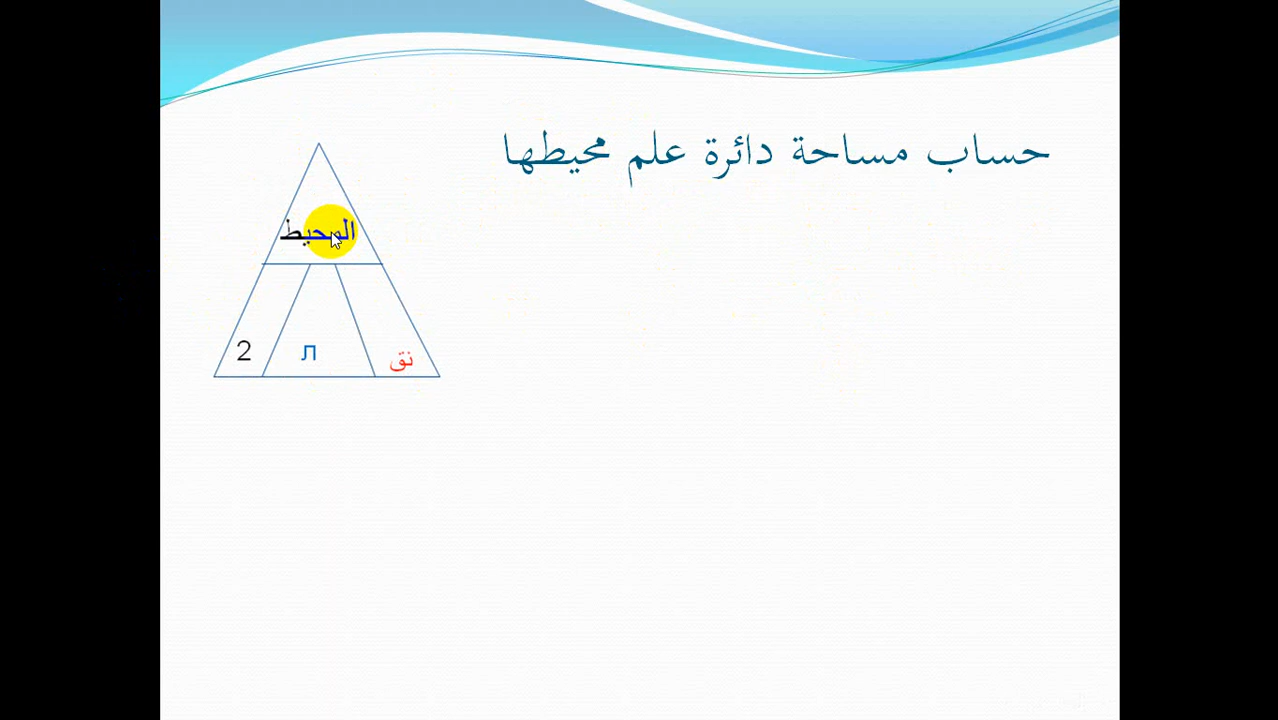 حساب مساحة دائرة علم محيطها
المحيط
2 л نق